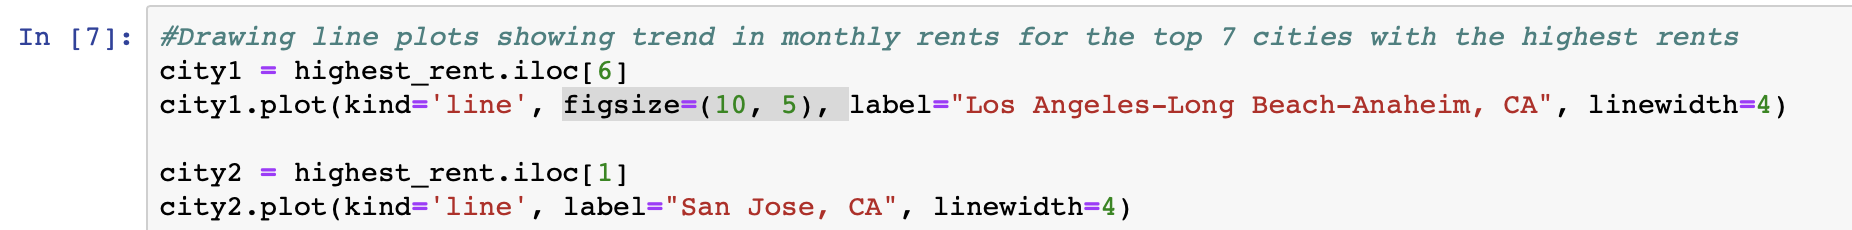 In [7]: #Drawing line plots showing trend in monthly rents for the top 7 cities with the highest rents
city1 = highest_rent.iloc[6]
city1.plot(kind='line', figsize=(10, 5), label="Los Angeles-Long Beach-Anaheim, CA", linewidth=4)
city2 = highest_rent.iloc[1]
city2.plot(kind='line', label="San Jose, CA", linewidth=4)